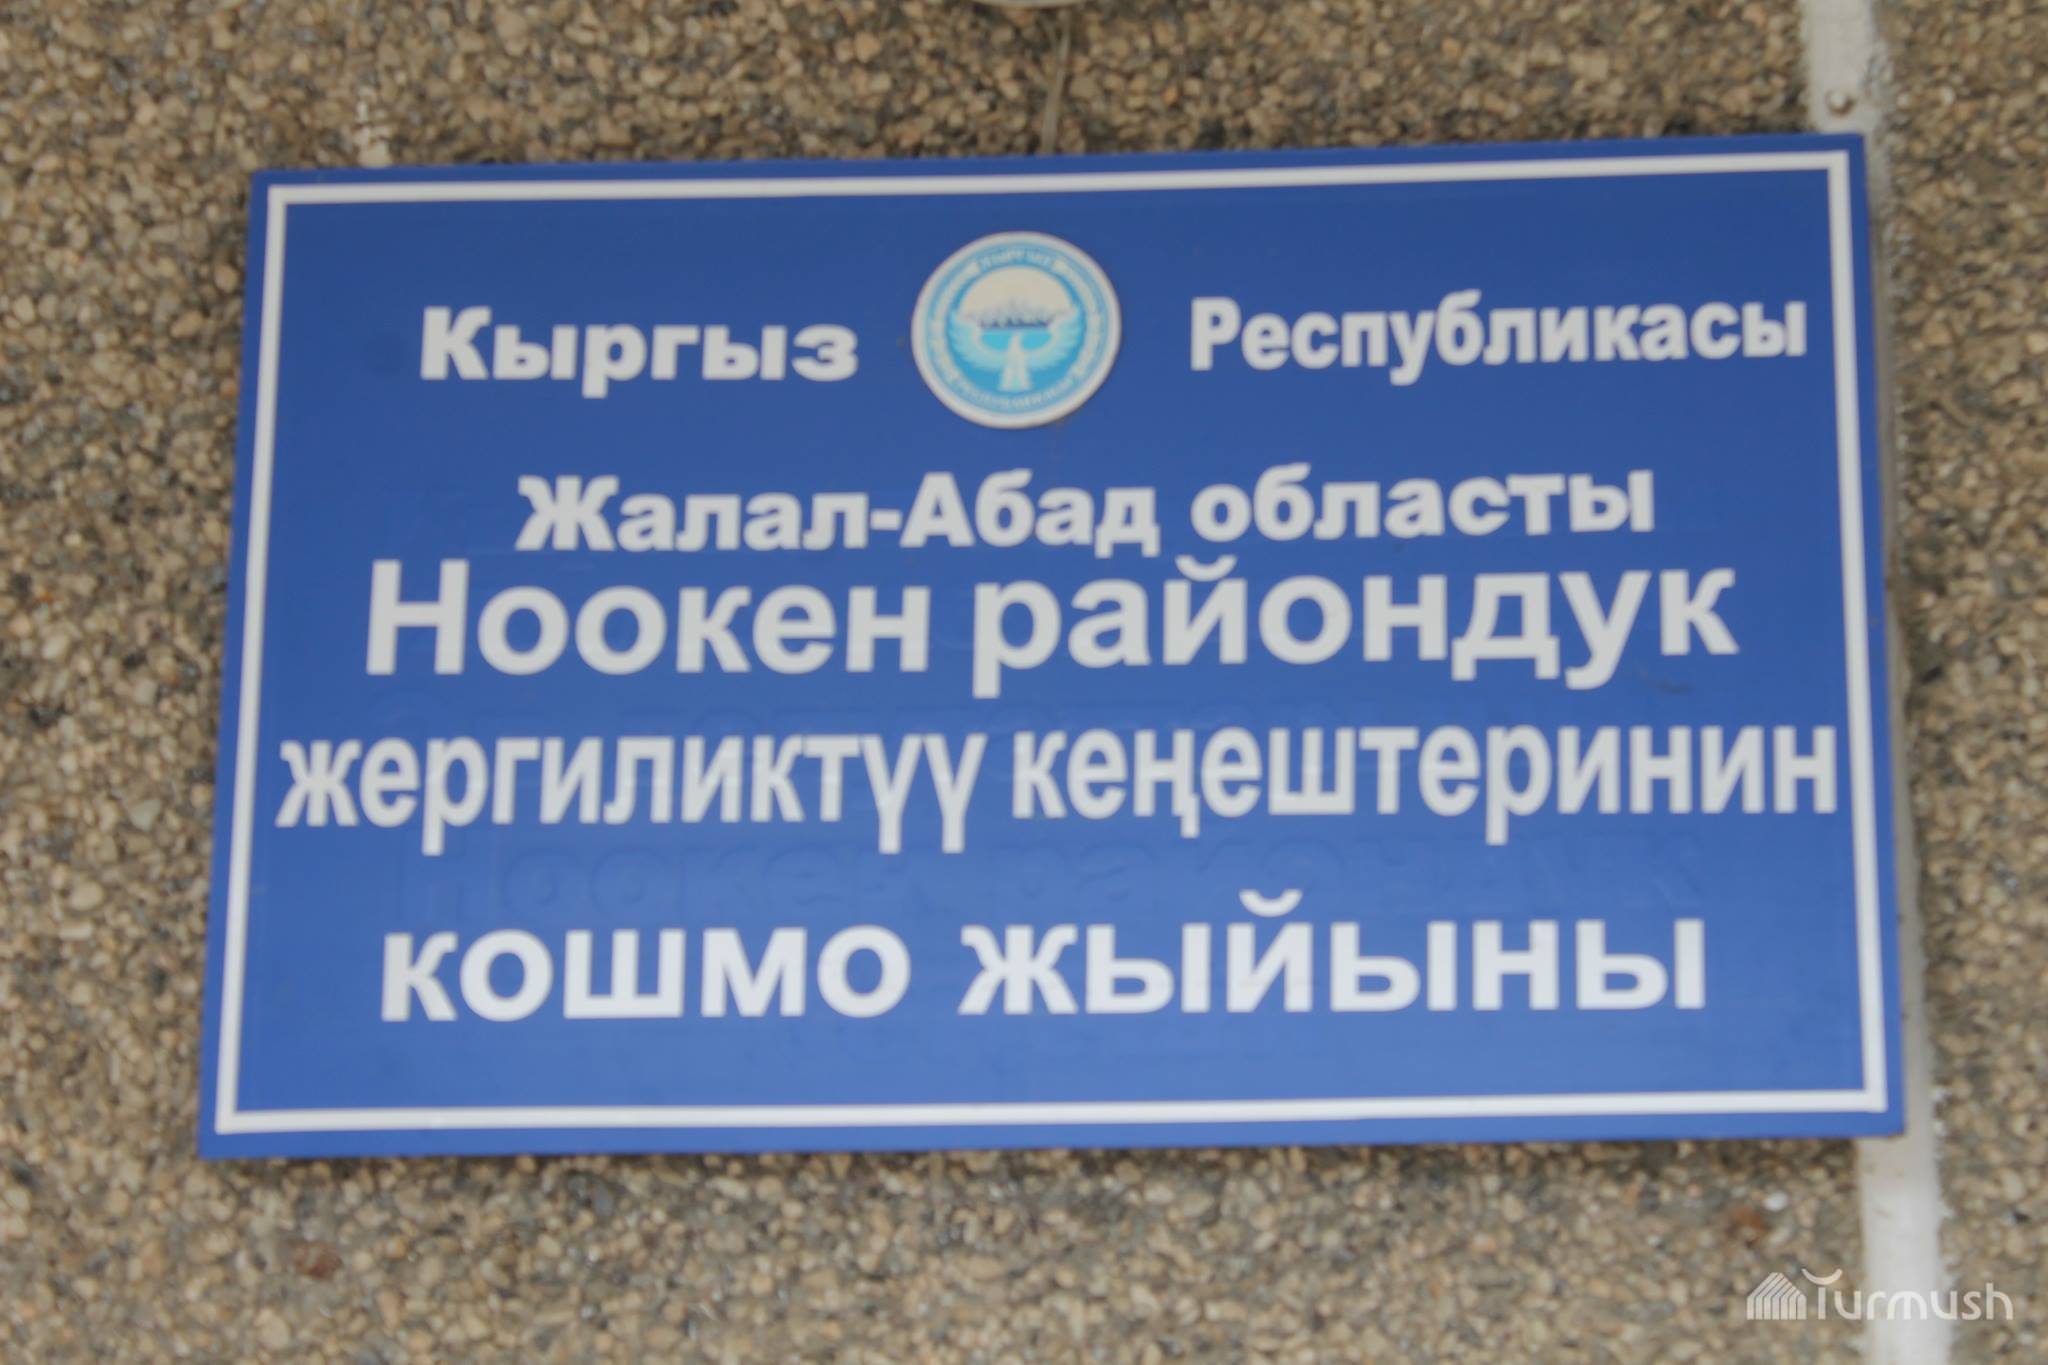 Кыргыз Республикасы
Жалал-Абад областы
Ноокен райондук
жергиликтүү кеңештеринин
кошмо жыйыны
Turmush